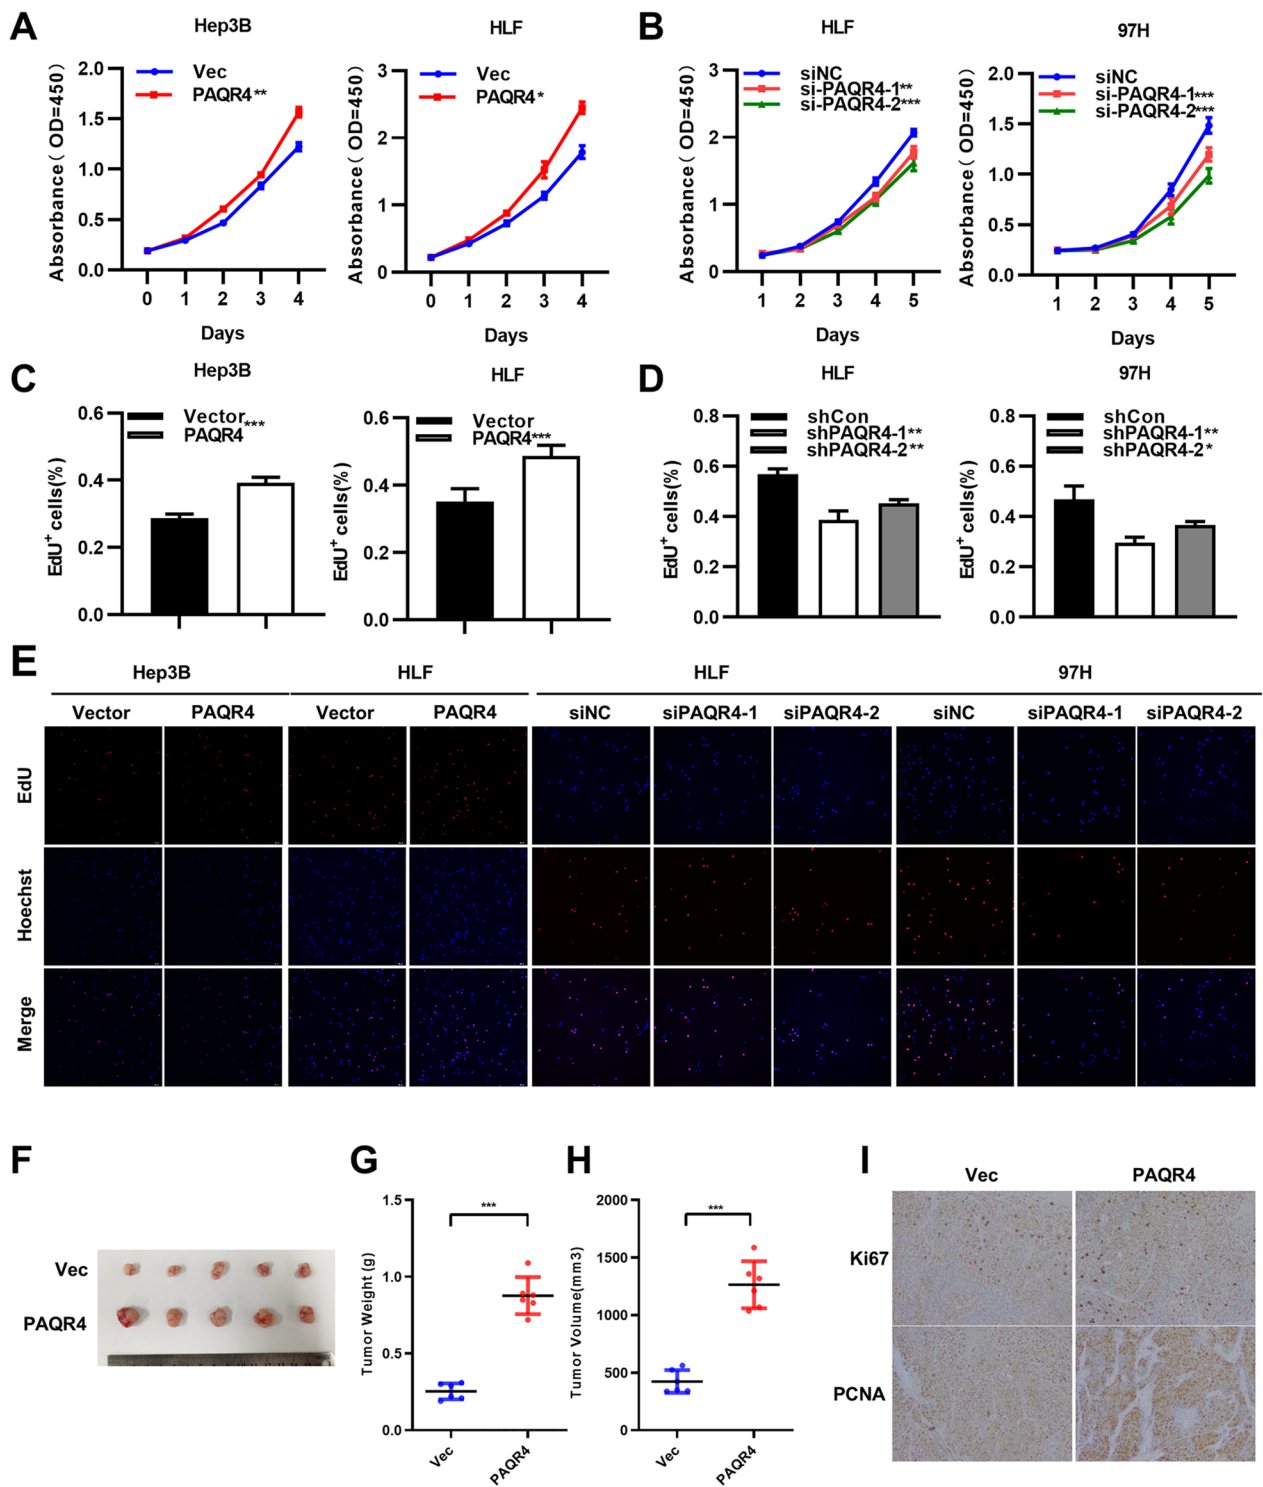 A
Hep3B
Absorbance( OD=450)
2.0
1.5
1.0
0.5
0.0
Vec
PAQR4**
0 1 2 3 4
Days
HLF
Absorbance( OD=450)
3
2
1
0
Vec
PAQR4*
0 1 2 3 4
Days
B
HLF
Absorbance( OD=450)
3
2
1
0
siNC
si-PAQR4-1**
si-PAQR4-2***
1 2 3 4 5
Days
97H
Absorbance( OD=450)
2.0
1.5
1.0
0.5
0.0
siNC
si-PAQR4-1***
si-PAQR4-2***
1 2 3 4 5
Days
C
Hep3B
EdU+ cells(%)
0.6
0.4
0.2
0.0
Vector
***
PAQR4
HLF
EdU+ cells(%)
0.6
0.4
0.2
0.0
Vector
PAQR4***
D
HLF
EdU+ cells(%)
0.8
0.6
0.4
0.2
0.0
shCon
shPAQR4-1**
shPAQR4-2**
97H
EdU+ cells(%)
0.8
0.6
0.4
0.2
0.0
shCon
shPAQR4-1**
shPAQR4-2*
E
Hep3B HLF HLF 97H
Vector PAQR4 Vector PAQR4 siNC siPAQR4-1 siPAQR4-2 siNC siPAQR4-1 siPAQR4-2
EdU
Hoechst
Merge
F
Vec
PAQR4
G
Tumor Weight (g)
1.5
1.0
0.5
0.0
***
Vec PAQR4
H
Tumor Volume(mm3)
2000
1500
1000
500
0
***
Vec PAQR4
I
Vec PAQR4
Ki67
PCNA